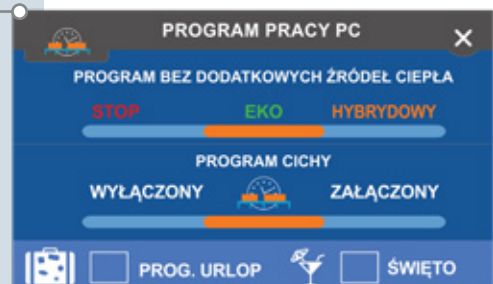 PROGRAM PRACY PC
PROGRAM BEZ DODATKOWYCH ŹRÓDEŁ CIEPŁA
STOP EKO HYBRYDOWY
PROGRAM CICHY
WYŁĄCZONY ZAŁĄCZONY
PROG. URLOP ŚWIĘTO